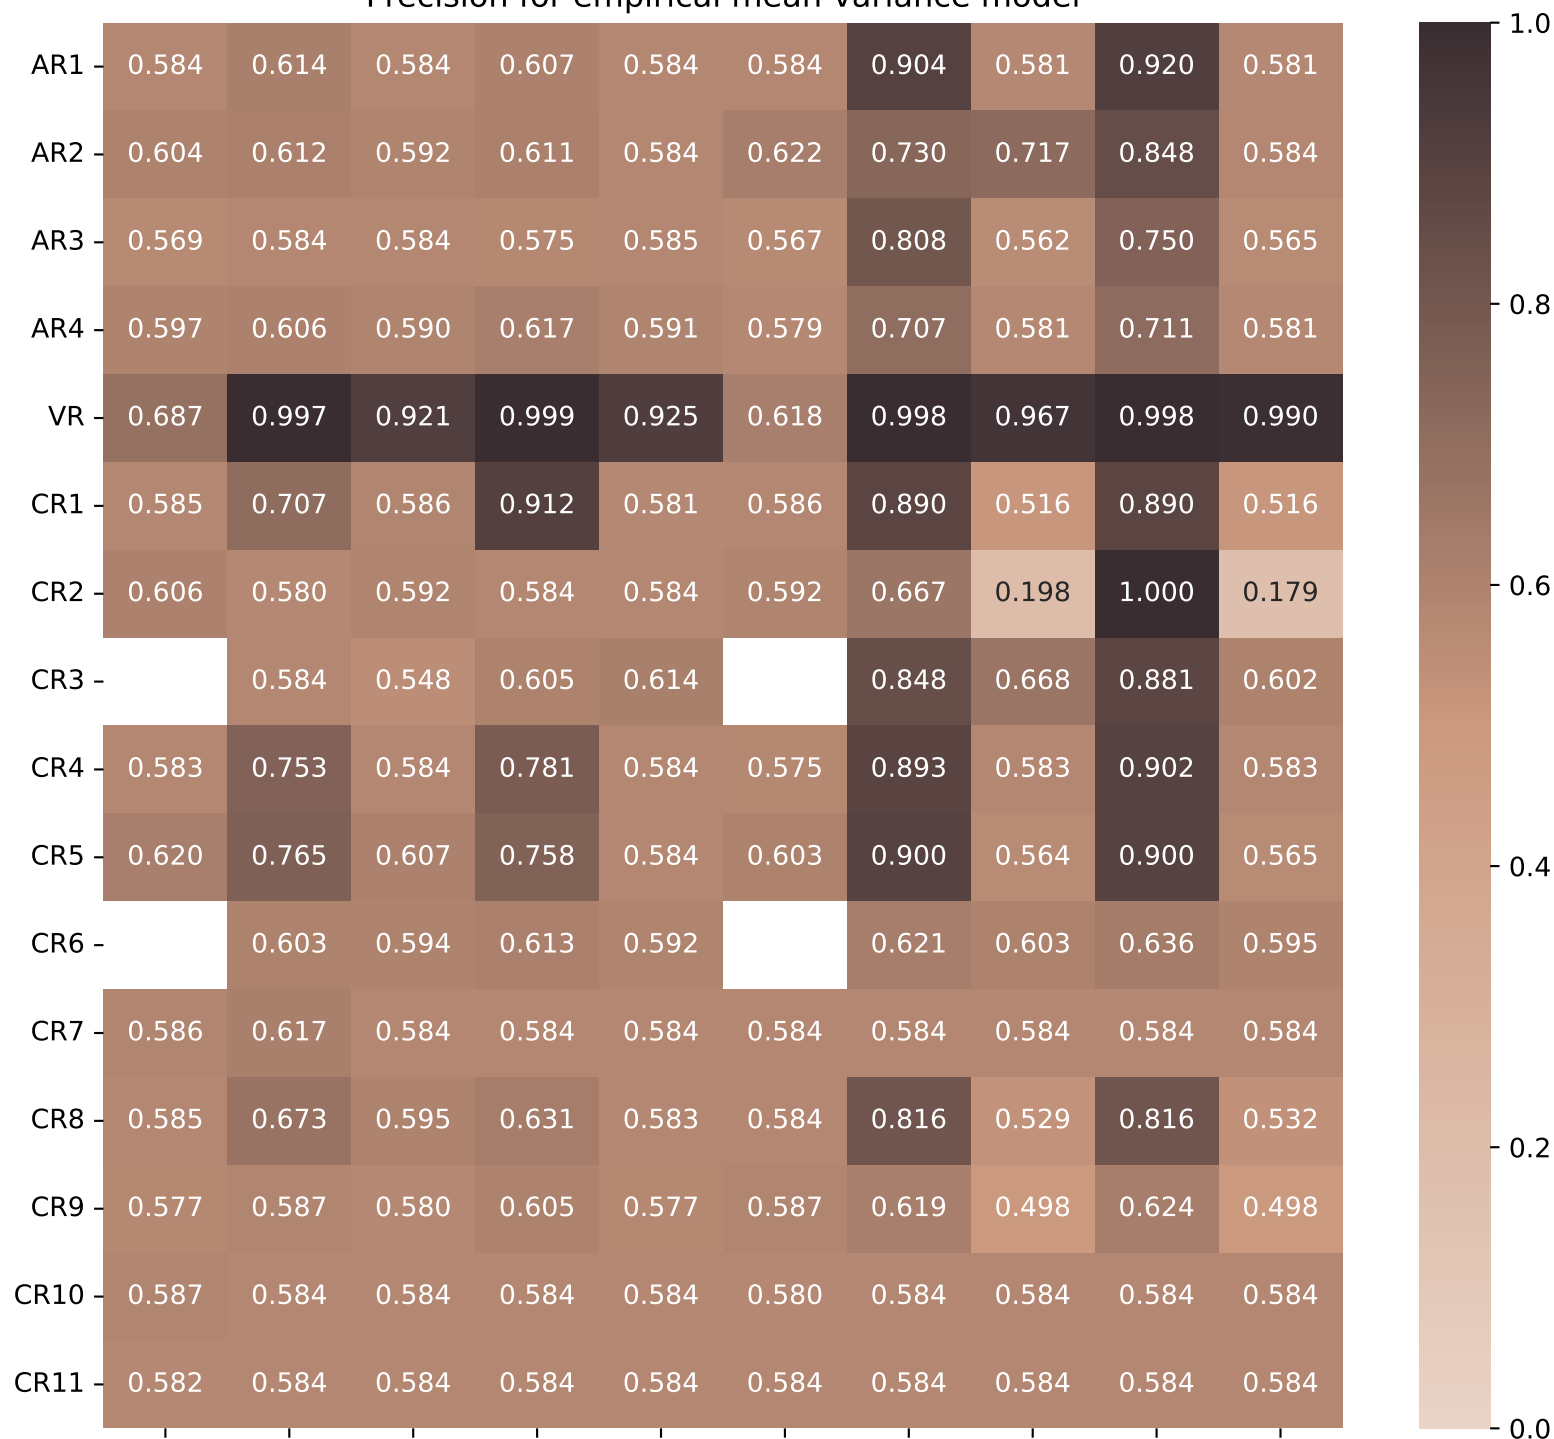 Precision for empirical mean-variance model
AR1 0.584 0.614 0.584 0.607 0.584 0.584 0.904 0.581 0.920 0.581
AR2 0.604 0.612 0.592 0.611 0.584 0.622 0.730 0.717 0.848 0.584
AR3 0.569 0.584 0.584 0.575 0.585 0.567 0.808 0.562 0.750 0.565
AR4 0.597 0.606 0.590 0.617 0.591 0.579 0.707 0.581 0.711 0.581
VR 0.687 0.997 0.921 0.999 0.925 0.618 0.998 0.967 0.998 0.990
CR1 0.585 0.707 0.586 0.912 0.581 0.586 0.890 0.516 0.890 0.516
CR2 0.606 0.580 0.592 0.584 0.584 0.592 0.667 0.198 1.000 0.179
CR3 0.584 0.548 0.605 0.614 0.848 0.668 0.881 0.602
CR4 0.583 0.753 0.584 0.781 0.584 0.575 0.893 0.583 0.902 0.583
CR5 0.620 0.765 0.607 0.758 0.584 0.603 0.900 0.564 0.900 0.565
CR6 0.603 0.594 0.613 0.592 0.621 0.603 0.636 0.595
CR7 0.586 0.617 0.584 0.584 0.584 0.584 0.584 0.584 0.584 0.584
CR8 0.585 0.673 0.595 0.631 0.583 0.584 0.816 0.529 0.816 0.532
CR9 0.577 0.587 0.580 0.605 0.577 0.587 0.619 0.498 0.624 0.498
CR10 0.587 0.584 0.584 0.584 0.584 0.580 0.584 0.584 0.584 0.584
CR11 0.582 0.584 0.584 0.584 0.584 0.584 0.584 0.584 0.584 0.584
1.0
0.8
0.6
0.4
0.2
0.0